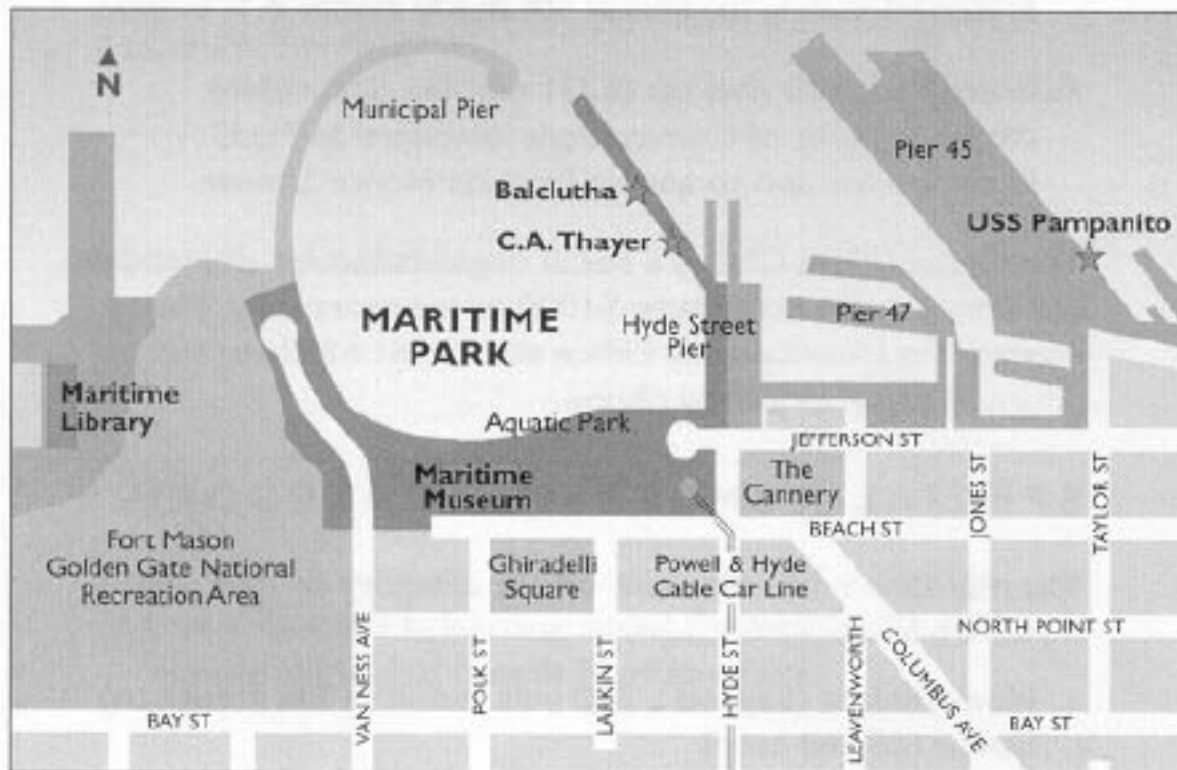 N
Municipal Pier
Pier 45
Balclutha
USS Pampanito
C.A. Thayer
MARITIME
PARK
Hyde Street
Pier
Pier 47
Maritime
Library
Aquatic Park
JEFFERSON ST
Maritime
Museum
The
Cannery
JONES ST
TAYLOR ST
BEACH ST
Fort Mason
Golden Gate National
Recreation Area
Ghiradelli
Square
Powell & Hyde
Cable Car Line
NORTH POINT ST
VAN NESS AVE
POLK ST
LARKIN ST
HYDE ST
LEAVENWORTH
COLUMBUS AVE
BAY ST
BAY ST